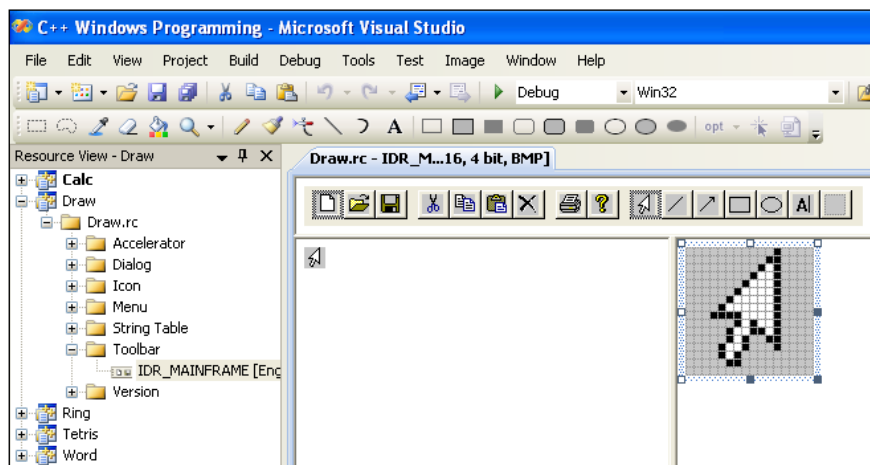 C++ Windows Programming - Microsoft Visual Studio
File Edit View Project Build Debug Tools Test Image Window Help
Debug Win32
A opt
Resource View - Draw
Draw.rc - IDR_M...16, 4 bit, BMP]
Calc
Draw
Draw.rc
Accelerator
Dialog
Icon
Menu
String Table
Toolbar
IDR_MAINFRAME [Eng
Version
Ring
Tetris
Word
A